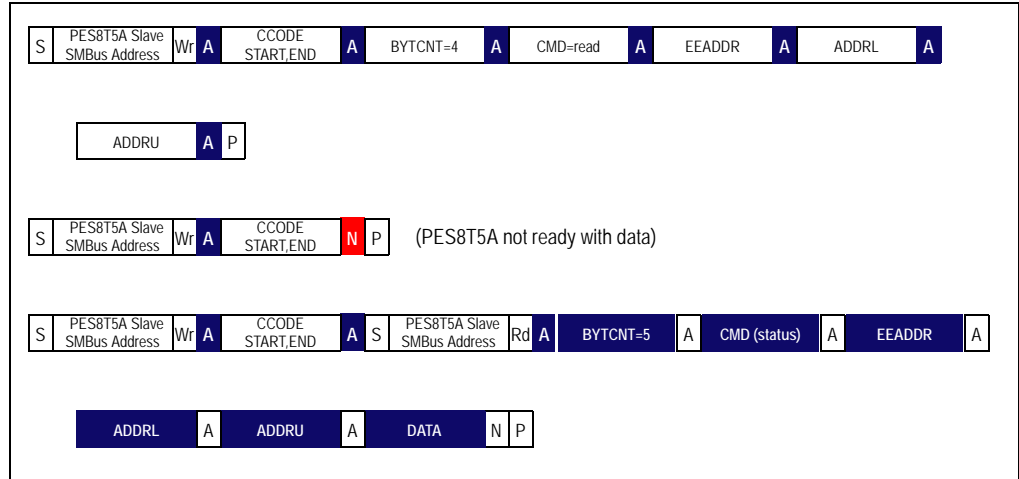 S PES8T5A Slave SMBus Address Wr A CCODE START,END A BYTCNT=4 A CMD=read A EEADDR A ADDRL A
ADDRU A P
S PES8T5A Slave SMBus Address Wr A CCODE START,END N P (PES8T5A not ready with data)
S PES8T5A Slave SMBus Address Wr A CCODE START,END A S PES8T5A Slave SMBus Address Rd A BYTCNT=5 A CMD (status) A EEADDR A
ADDRL A ADDRU A DATA N P